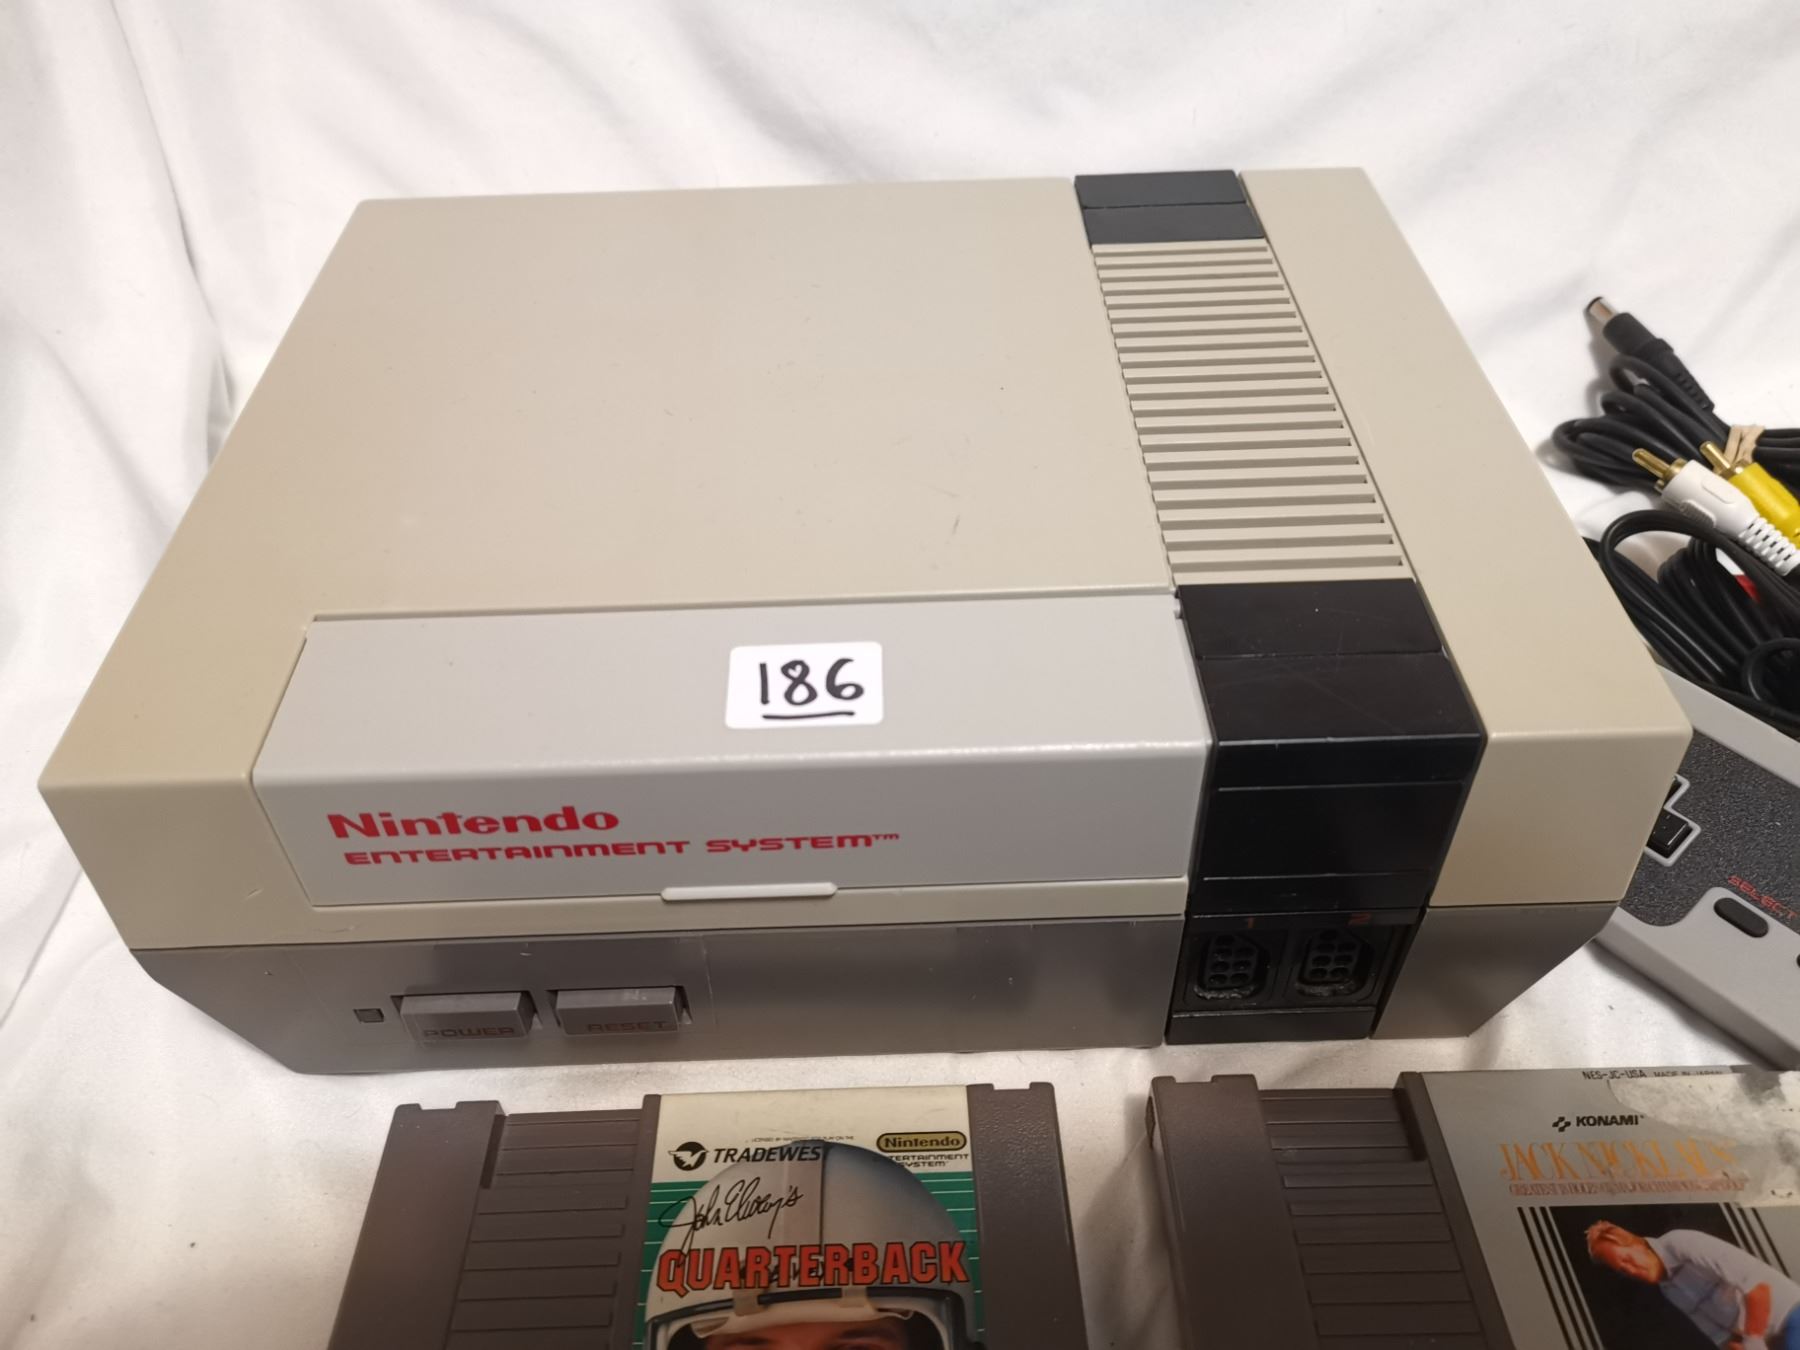 186
Nintendo
ENTERTAINMENT SYSTEM™
1 2
POWER RESET
SELECT
TRADEWEST
Nintendo
ENTERTAINMENT
SYSTEM
John Elway's
QUARTERBACK
NES-JC-USA MADE IN JAPAN
KONAMI
JACK NICKLAUS